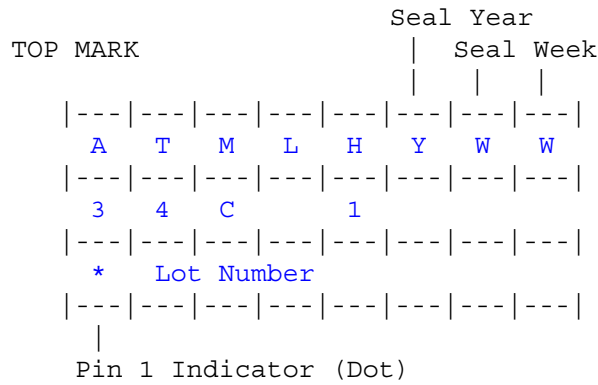 Seal Year
TOP MARK | Seal Week
| | |
|---|---|---|---|---|---|---|---|
A T M L H Y W W
|---|---|---|---|---|---|---|---|
3 4 C 1
|---|---|---|---|---|---|---|---|
* Lot Number
|---|---|---|---|---|---|---|---|
|
Pin 1 Indicator (Dot)